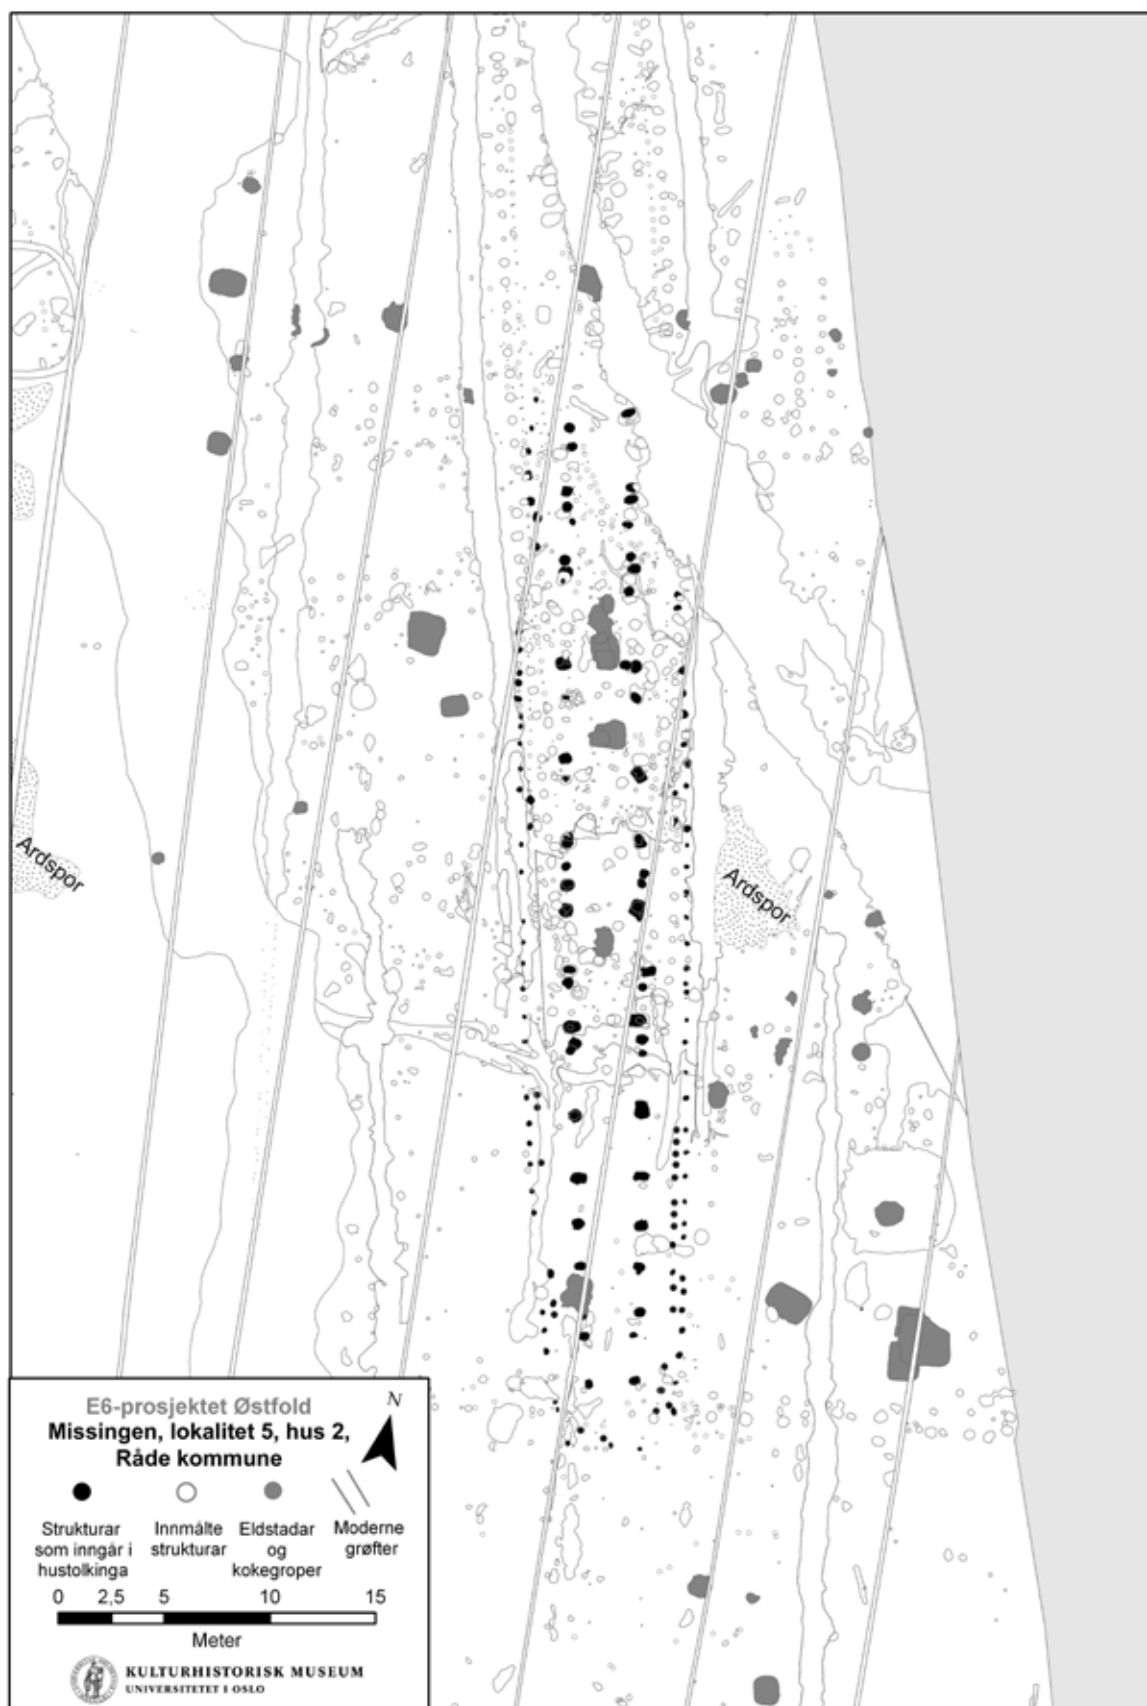 Ardspor
Ardspor
E6-prosjektet Østfold
Missingen, lokalitet 5, hus 2,
Råde kommune
N
Strukturar
som inngår i
hustolkinga
Innmålte
strukturar
Eldstadar
og
kokegroper
Moderne
grøfter
0 2,5 5 10 15
Meter
KULTURHISTORISK MUSEUM
UNIVERSITETET I OSLO